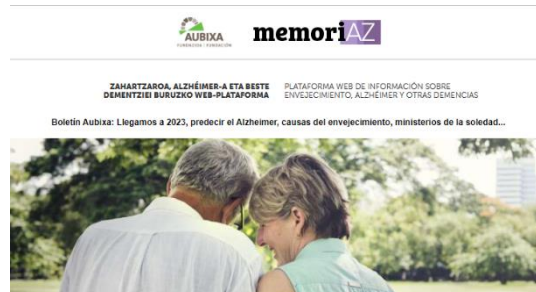 AUBIXA
FUNDAZIOA | FUNDACIÓN
memoriAZ
ZAHARTZAROA, ALZHÉIMER-A ETA BESTE
DEMENTZIEI BURUZKO WEB-PLATAFORMA
PLATAFORMA WEB DE INFORMACIÓN SOBRE
ENVEJECIMIENTO, ALZHÉIMER Y OTRAS DEMENCIAS
Boletín Aubixa: Llegamos a 2023, predecir el Alzheimer, causas del envejecimiento, ministerios de la soledad...